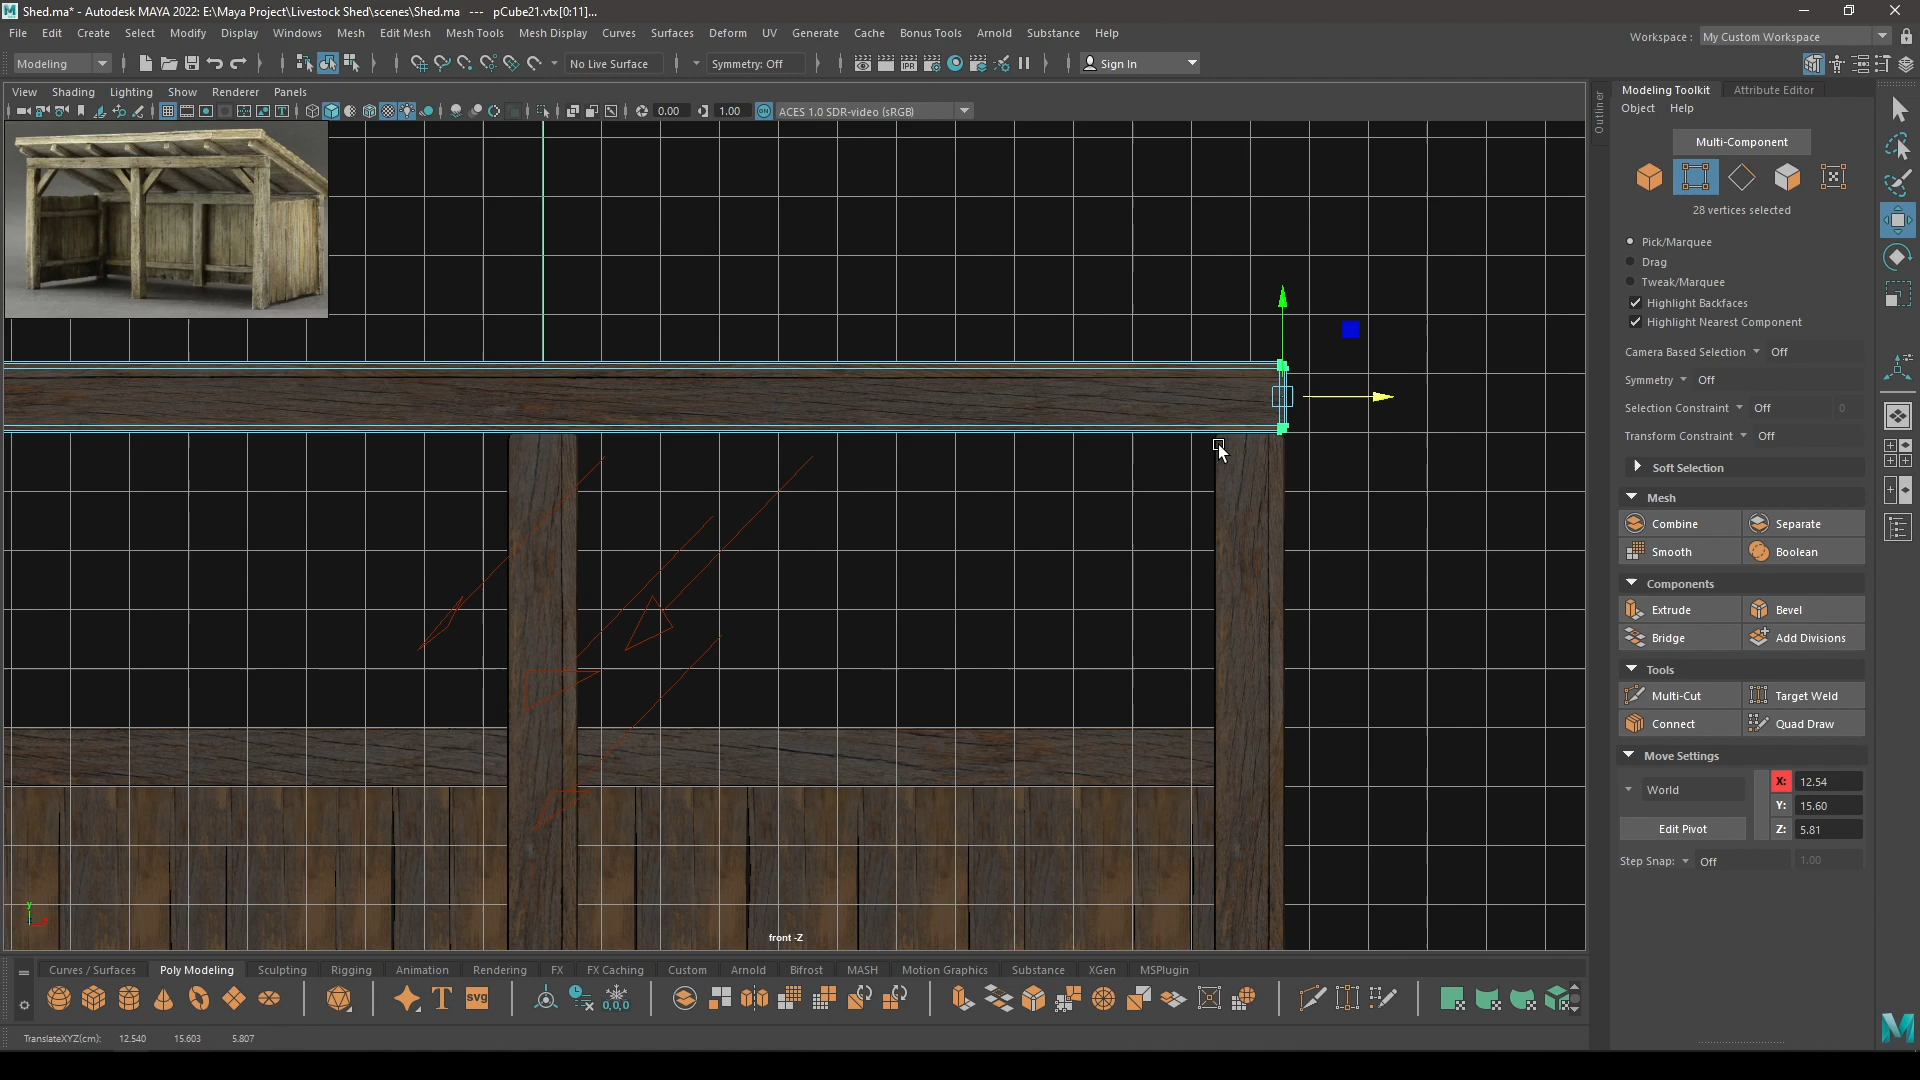 Shed.ma* - Autodesk MAYA 2022: E:\Maya Project\Livestock Shed\scenes\Shed.ma --- pCube21.vtx[0:11]...
File Edit Create Select Modify Display Windows Mesh Edit Mesh Mesh Tools Mesh Display Curves Surfaces Deform UV Generate Cache Bonus Tools Arnold Substance Help
Workspace : My Custom Workspace
Modeling No Live Surface Symmetry: Off Sign In
View Shading Lighting Show Renderer Panels
0.00 1.00 ACES 1.0 SDR-video (sRGB)
Outliner
Modeling Toolkit Attribute Editor
Object Help
Multi-Component
28 vertices selected
Pick/Marquee
Drag
Tweak/Marquee
Highlight Backfaces
Highlight Nearest Component
Camera Based Selection Off
Symmetry Off
Selection Constraint Off 0
Transform Constraint Off
Soft Selection
Mesh
Combine Separate
Smooth Boolean
Components
Extrude Bevel
Bridge Add Divisions
Tools
Multi-Cut Target Weld
Connect Quad Draw
Move Settings
X: 12.54
World
Y: 15.60
Edit Pivot Z: 5.81
Step Snap: Off 1.00
y
front -Z
Curves / Surfaces Poly Modeling Sculpting Rigging Animation Rendering FX FX Caching Custom Arnold Bifrost MASH Motion Graphics Substance XGen MSPlugin
T svg 0,0,0
TranslateXYZ(cm): 12.540 15.603 5.807